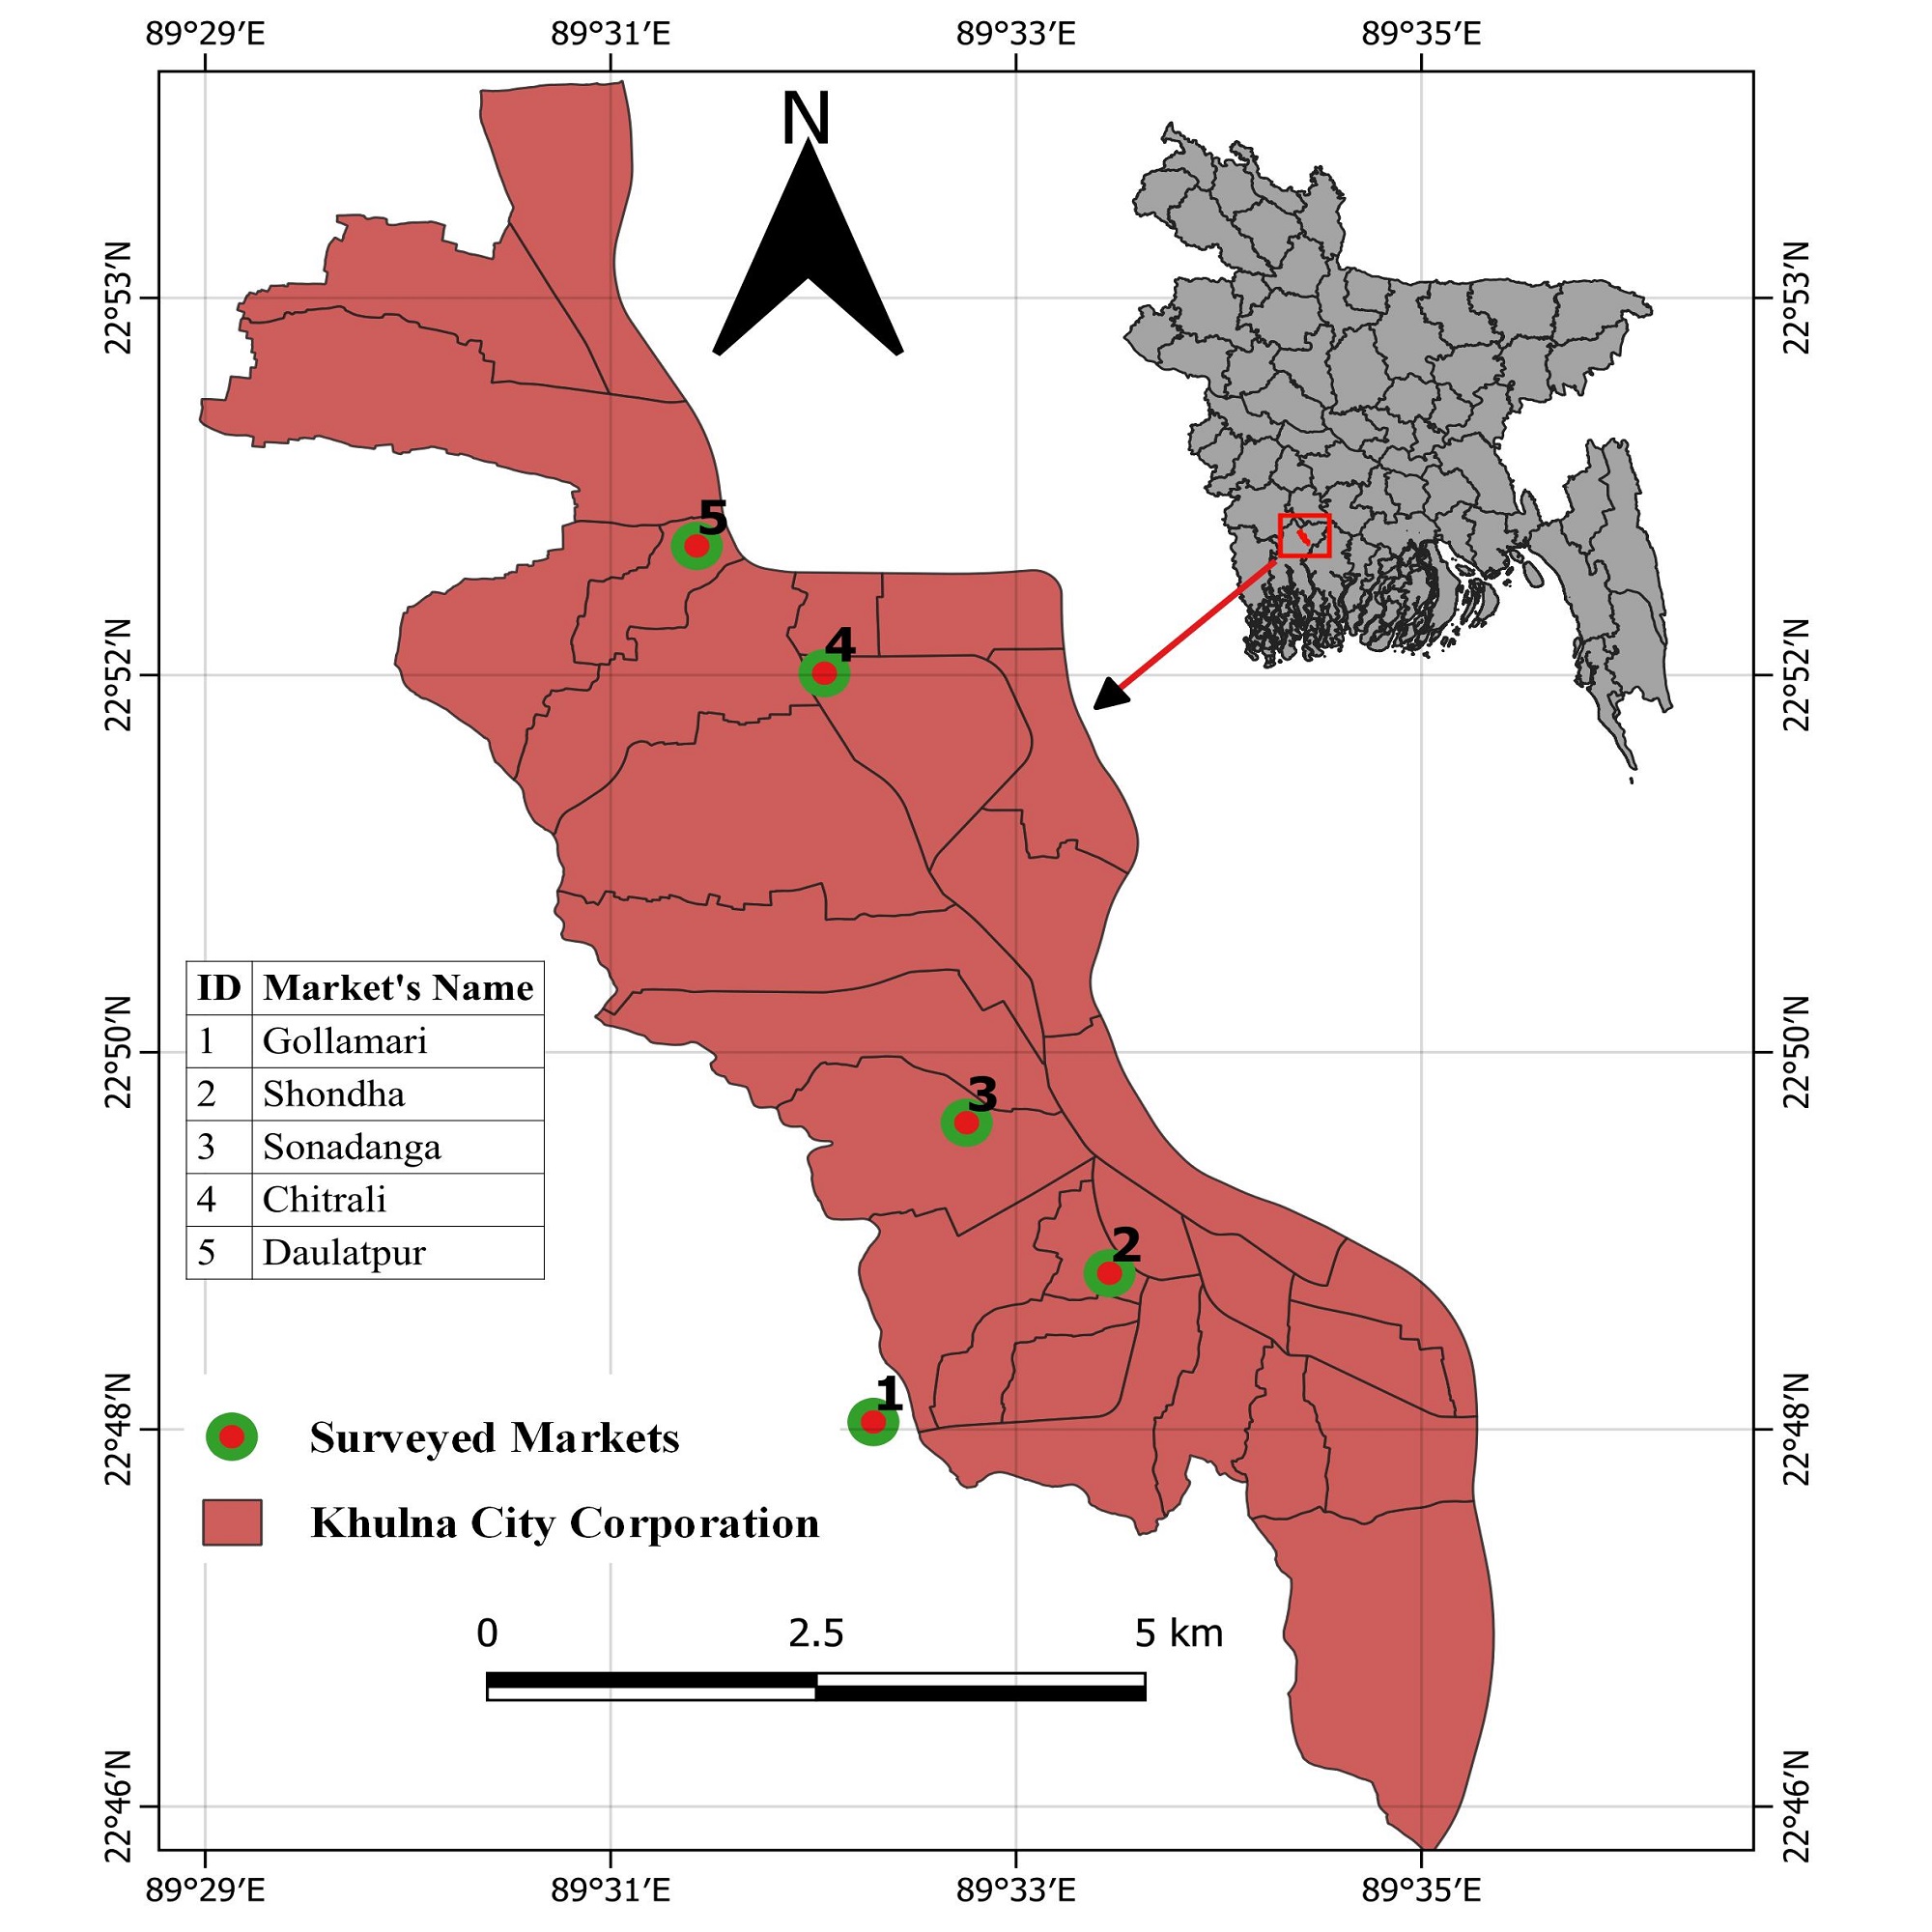 89°29′E 89°31′E 89°33′E 89°35′E
N
22°53′N 22°53′N
5
4
22°52′N 22°52′N
ID Market's Name
1 Gollamari
2 Shondha
3 Sonadanga
4 Chitrali
5 Daulatpur
22°50′N 22°50′N
3
2
1
22°48′N 22°48′N
Surveyed Markets
Khulna City Corporation
0 2.5 5 km
22°46′N 22°46′N
89°29′E 89°31′E 89°33′E 89°35′E